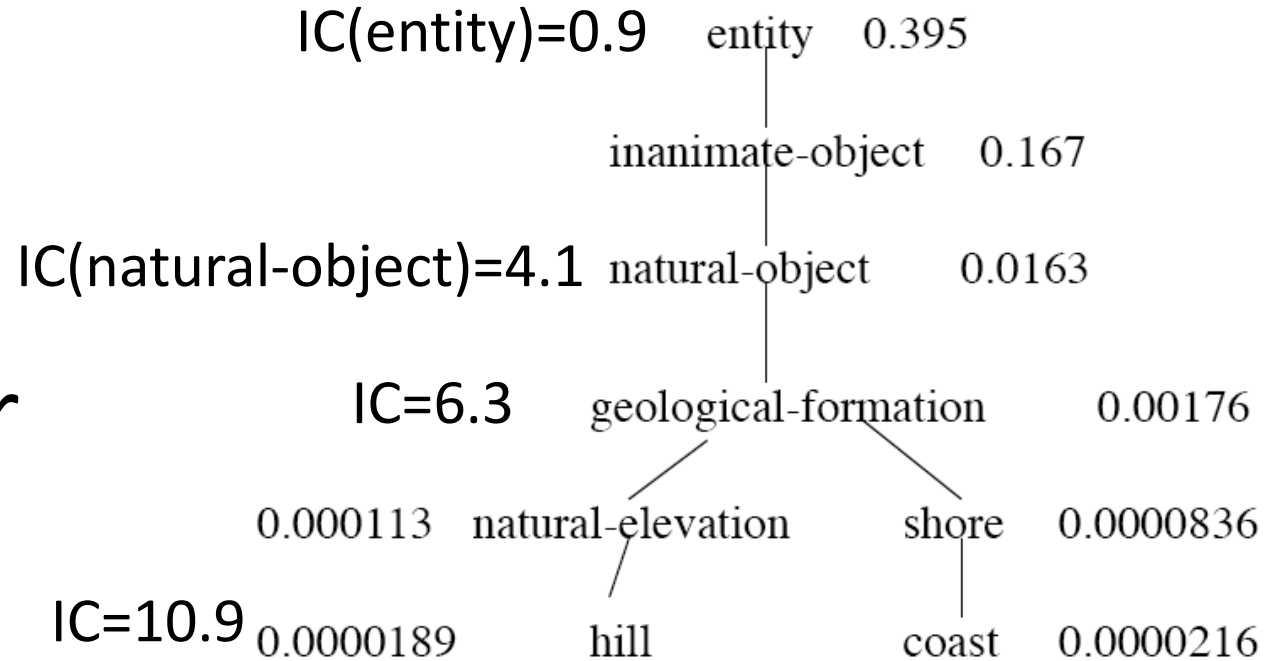 IC(entity)=0.9 entity 0.395
inanimate-object 0.167
IC(natural-object)=4.1 natural-object 0.0163
IC=6.3 geological-formation 0.00176
0.000113 natural-elevation shore 0.0000836
IC=10.9 0.0000189 hill coast 0.0000216